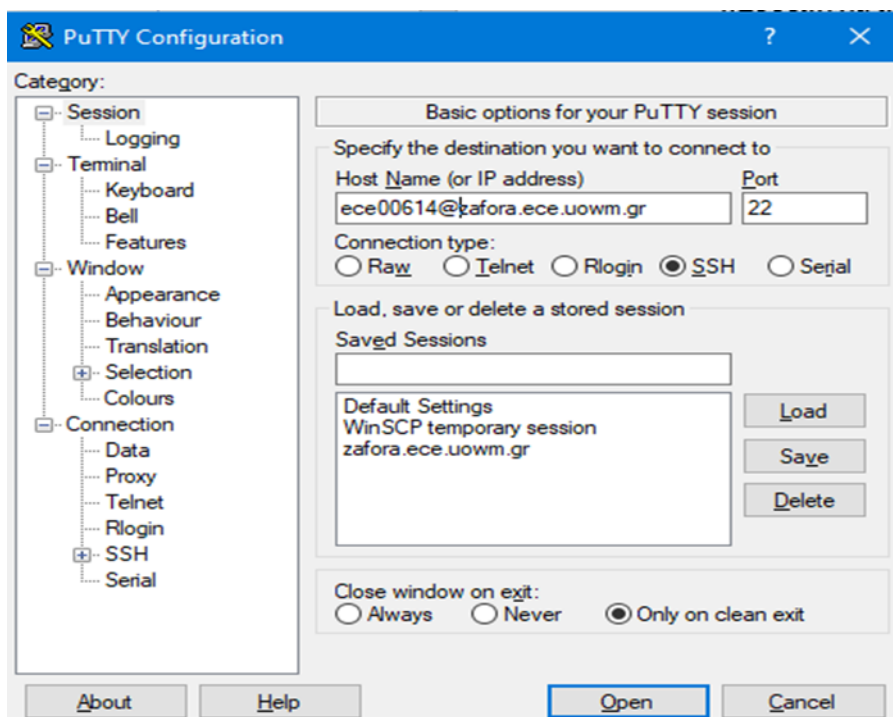 PuTTY Configuration
?
Category:
Session
Logging
Terminal
Keyboard
Bell
Features
Window
Appearance
Behaviour
Translation
Selection
Colours
Connection
Data
Proxy
Telnet
Rlogin
SSH
Serial
Basic options for your PuTTY session
Specify the destination you want to connect to
Host Name (or IP address) Port
ece00614@zafora.ece.uowm.gr 22
Connection type:
Raw Telnet Rlogin SSH Serial
Load, save or delete a stored session
Saved Sessions
Default Settings
WinSCP temporary session
zafora.ece.uowm.gr
Load
Save
Delete
Close window on exit:
Always Never Only on clean exit
About Help Open Cancel